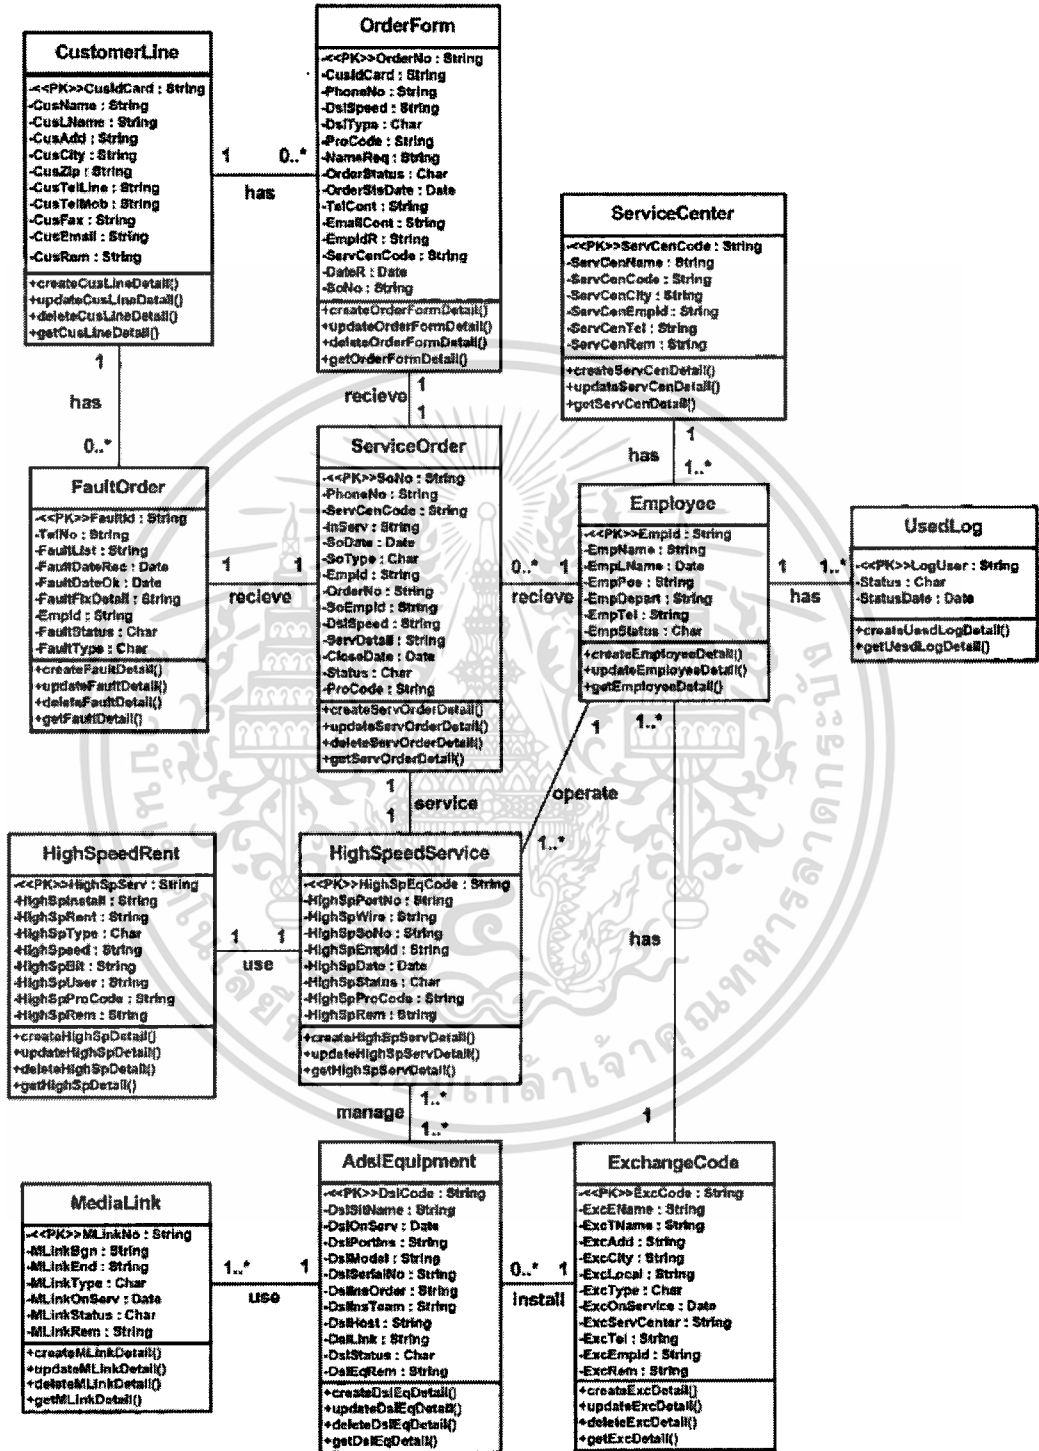 CustomerLine
-<<PK>>CusIdCard : String
-CusName : String
-CusLName : String
-CusAdd : String
-CusCity : String
-CusZip : String
-CusTelLine : String
-CusTelMob : String
-CusFax : String
-CusEmail : String
-CusRem : String
+createCusLineDetail()
+updateCusLineDetail()
+deleteCusLineDetail()
+getCusLineDetail()
OrderForm
-<<PK>>OrderNo : String
-CusIdCard : String
-PhoneNo : String
-DslSpeed : String
-DslType : Char
-ProCode : String
-NameReq : String
-OrderStatus : Char
-OrderStsDate : Date
-TelCont : String
-EmailCont : String
-EmpIdR : String
-ServCenCode : String
-DateR : Date
-SoNo : String
+createOrderFormDetail()
+updateOrderFormDetail()
+deleteOrderFormDetail()
+getOrderFormDetail()
1 0..*
has
ServiceCenter
-<<PK>>ServCenCode : String
-ServCenName : String
-ServCenCode : String
-ServCenCity : String
-ServCenEmpId : String
-ServCenTel : String
-ServCenRem : String
+createServCenDetail()
+updateServCenDetail()
+getServCenDetail()
1
has
0..*
1
recieve
1
1
has
1..*
FaultOrder
-<<PK>>FaultId : String
-TelNo : String
-FaultList : String
-FaultDateRec : Date
-FaultDateOk : Date
-FaultFixDetail : String
-EmpId : String
-FaultStatus : Char
-FaultType : Char
+createFaultDetail()
+updateFaultDetail()
+deleteFaultDetail()
+getFaultDetail()
1 1
recieve
ServiceOrder
-<<PK>>SoNo : String
-PhoneNo : String
-ServCenCode : String
-InServ : String
-SoDate : Date
-SoType : Char
-EmpId : String
-OrderNo : String
-SoEmpId : String
-DslSpeed : String
-ServDetail : String
-CloseDate : Date
-Status : Char
-ProCode : String
+createServOrderDetail()
+updateServOrderDetail()
+deleteServOrderDetail()
+getServOrderDetail()
0..* 1
recieve
Employee
-<<PK>>EmpId : String
-EmpName : String
-EmpLName : Date
-EmpPos : String
-EmpDepart : String
-EmpTel : String
-EmpStatus : Char
+createEmployeeDetail()
+updateEmployeeDetail()
+getEmployeeDetail()
1 1..*
has
UsedLog
-<<PK>>LogUser : String
-Status : Char
-StatusDate : Date
+createUesdLogDetail()
+getUesdLogDetail()
1
service
1
1
operate
1..*
1..*
has
1
HighSpeedRent
-<<PK>>HighSpServ : String
-HighSpInstall : String
-HighSpRent : String
-HighSpType : Char
-HighSpeed : String
-HighSpBit : String
-HighSpUser : String
-HighSpProCode : String
-HighSpRem : String
+createHighSpDetail()
+updateHighSpDetail()
+deleteHighSpDetail()
+getHighSpDetail()
1 1
use
HighSpeedService
-<<PK>>HighSpEqCode : String
-HighSpPortNo : String
-HighSpWire : String
-HighSpSoNo : String
-HighSpEmpId : String
-HighSpDate : Date
-HighSpStatus : Char
-HighSpProCode : String
-HighSpRem : String
+createHighSpServDetail()
+updateHighSpServDetail()
+getHighSpServDetail()
1..*
manage
1..*
MediaLink
-<<PK>>MLinkNo : String
-MLinkBgn : String
-MLinkEnd : String
-MLinkType : Char
-MLinkOnServ : Date
-MLinkStatus : Char
-MLinkRem : String
+createMLinkDetail()
+updateMLinkDetail()
+deleteMLinkDetail()
+getMLinkDetail()
1..* 1
use
AdslEquipment
-<<PK>>DslCode : String
-DslSitName : String
-DslOnServ : Date
-DslPortIns : String
-DslModel : String
-DslSerialNo : String
-DslInsOrder : String
-DslInsTeam : String
-DslHost : String
-DslLink : String
-DslStatus : Char
-DslEqRem : String
+createDslEqDetail()
+updateDslEqDetail()
+deleteDslEqDetail()
+getDslEqDetail()
0..* 1
install
ExchangeCode
-<<PK>>ExcCode : String
-ExcEName : String
-ExcTName : String
-ExcAdd : String
-ExcCity : String
-ExcLocal : String
-ExcType : Char
-ExcOnService : Date
-ExcServCenter : String
-ExcTel : String
-ExcEmpId : String
-ExcRem : String
+createExcDetail()
+updateExcDetail()
+deleteExcDetail()
+getExcDetail()